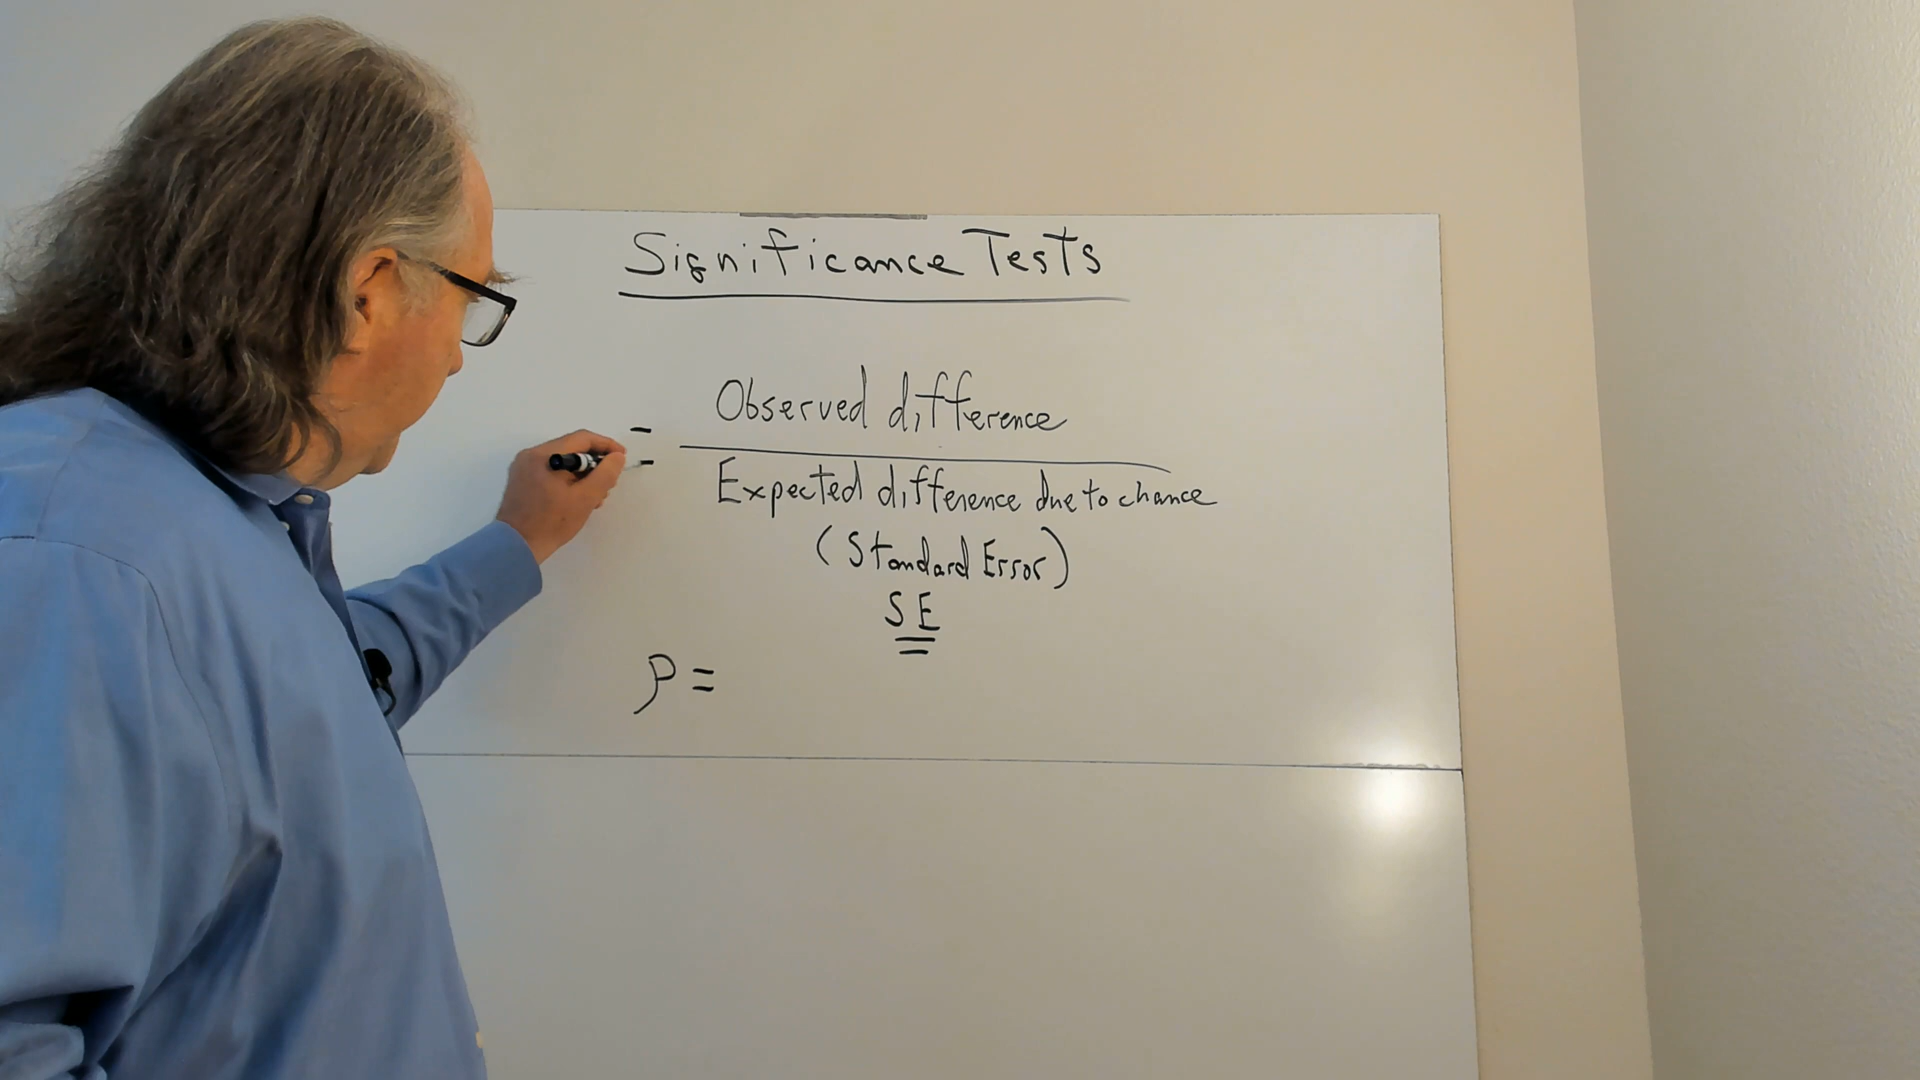 Significance Tests
= Observed difference
Expected difference due to chance
(Standard Error)
SE
p =